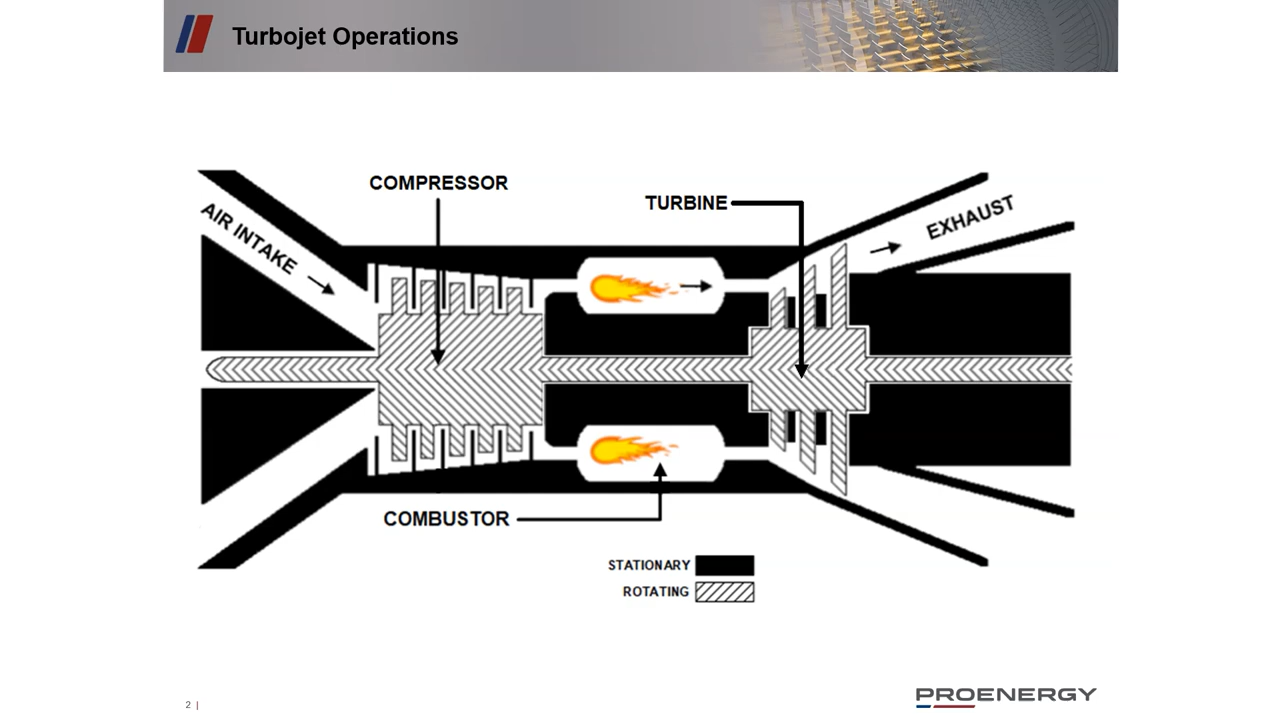 Turbojet Operations
COMPRESSOR
TURBINE
AIR INTAKE
EXHAUST
COMBUSTOR
STATIONARY
ROTATING
2 |
PROENERGY